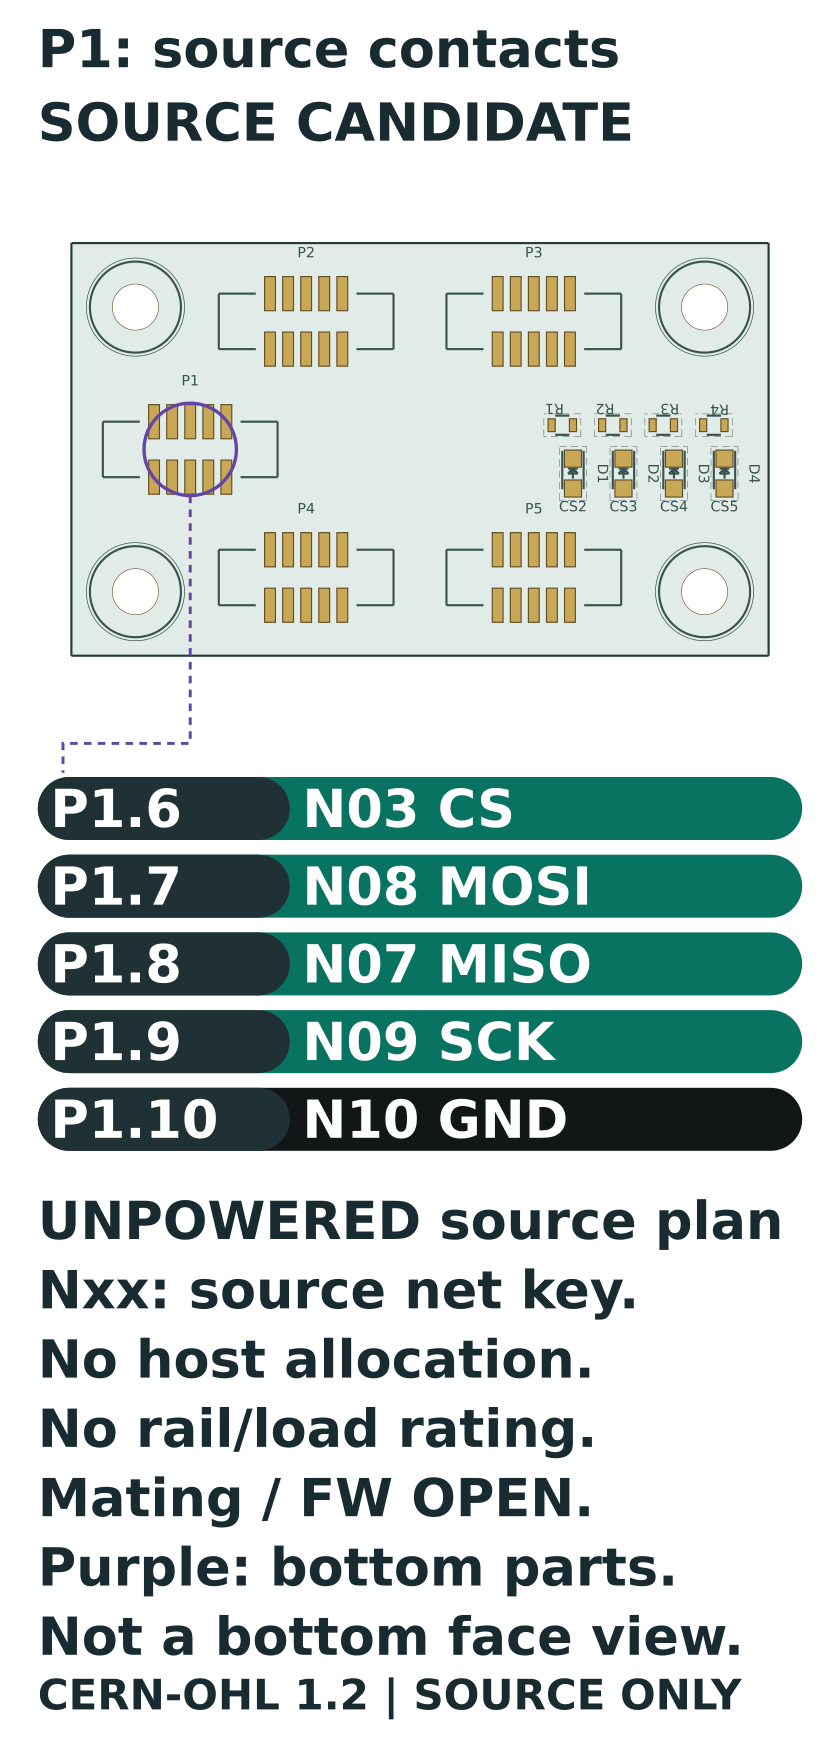 P1: source contacts
SOURCE CANDIDATE
P2 P3
P1
R1 R2 R3 R4
D1 D2 D3 D4
CS2 CS3 CS4 CS5
P4 P5
P1.6 N03 CS
P1.7 N08 MOSI
P1.8 N07 MISO
P1.9 N09 SCK
P1.10 N10 GND
UNPOWERED source plan
Nxx: source net key.
No host allocation.
No rail/load rating.
Mating / FW OPEN.
Purple: bottom parts.
Not a bottom face view.
CERN-OHL 1.2 | SOURCE ONLY